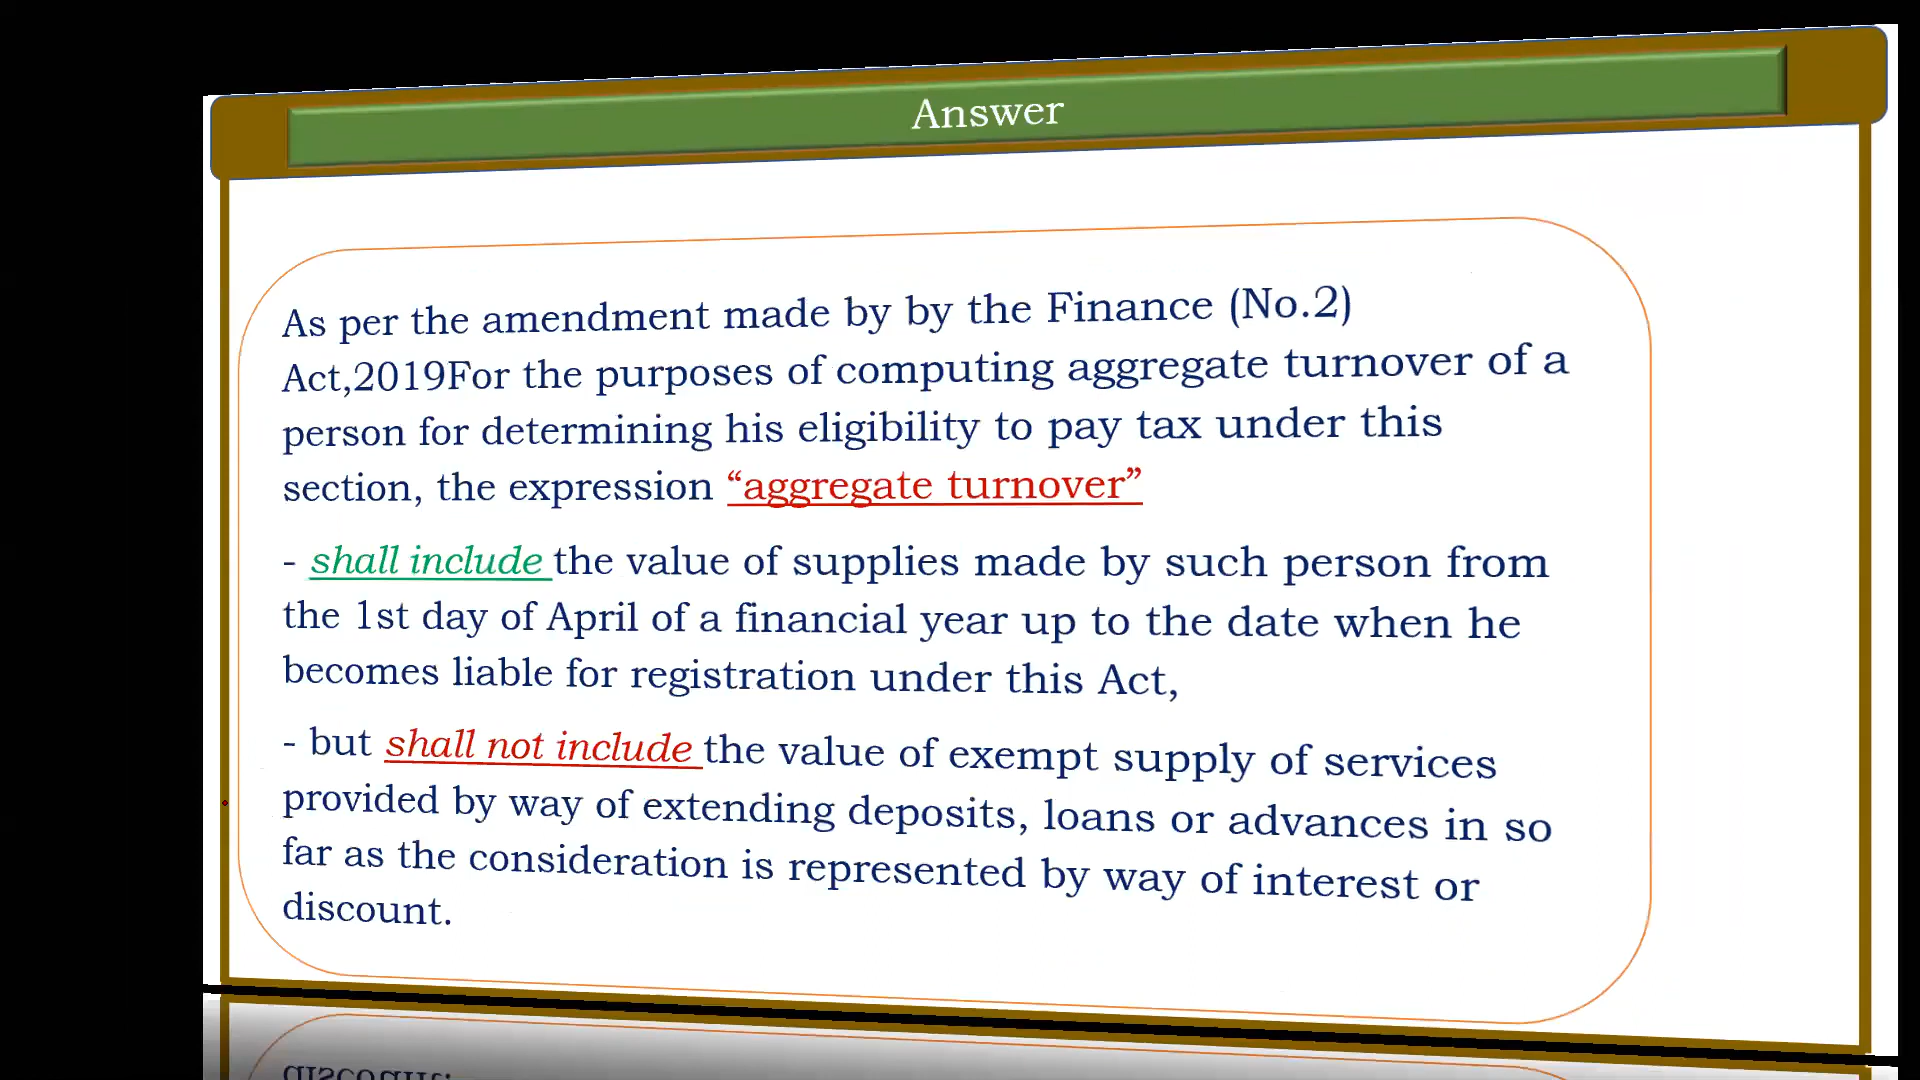 Answer
As per the amendment made by by the Finance (No.2)
Act,2019For the purposes of computing aggregate turnover of a
person for determining his eligibility to pay tax under this
section, the expression “aggregate turnover”
- shall include the value of supplies made by such person from
the 1st day of April of a financial year up to the date when he
becomes liable for registration under this Act,
- but shall not include the value of exempt supply of services
provided by way of extending deposits, loans or advances in so
far as the consideration is represented by way of interest or
discount.